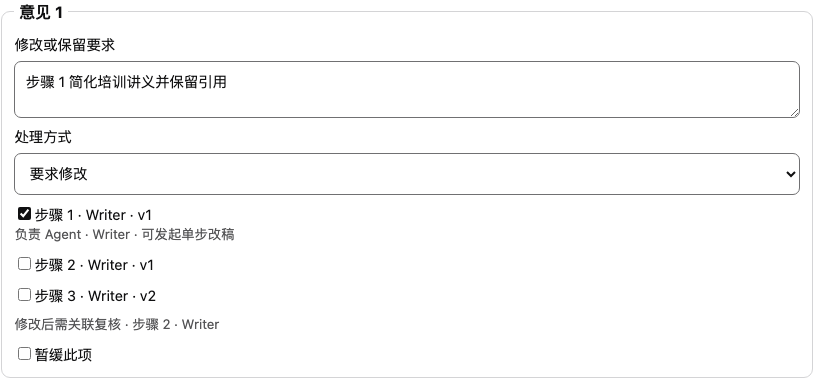 意见 1
修改或保留要求
步骤 1 简化培训讲义并保留引用
处理方式
要求修改
步骤 1 · Writer · v1
负责 Agent · Writer · 可发起单步改稿
步骤 2 · Writer · v1
步骤 3 · Writer · v2
修改后需关联复核 · 步骤 2 · Writer
暂缓此项